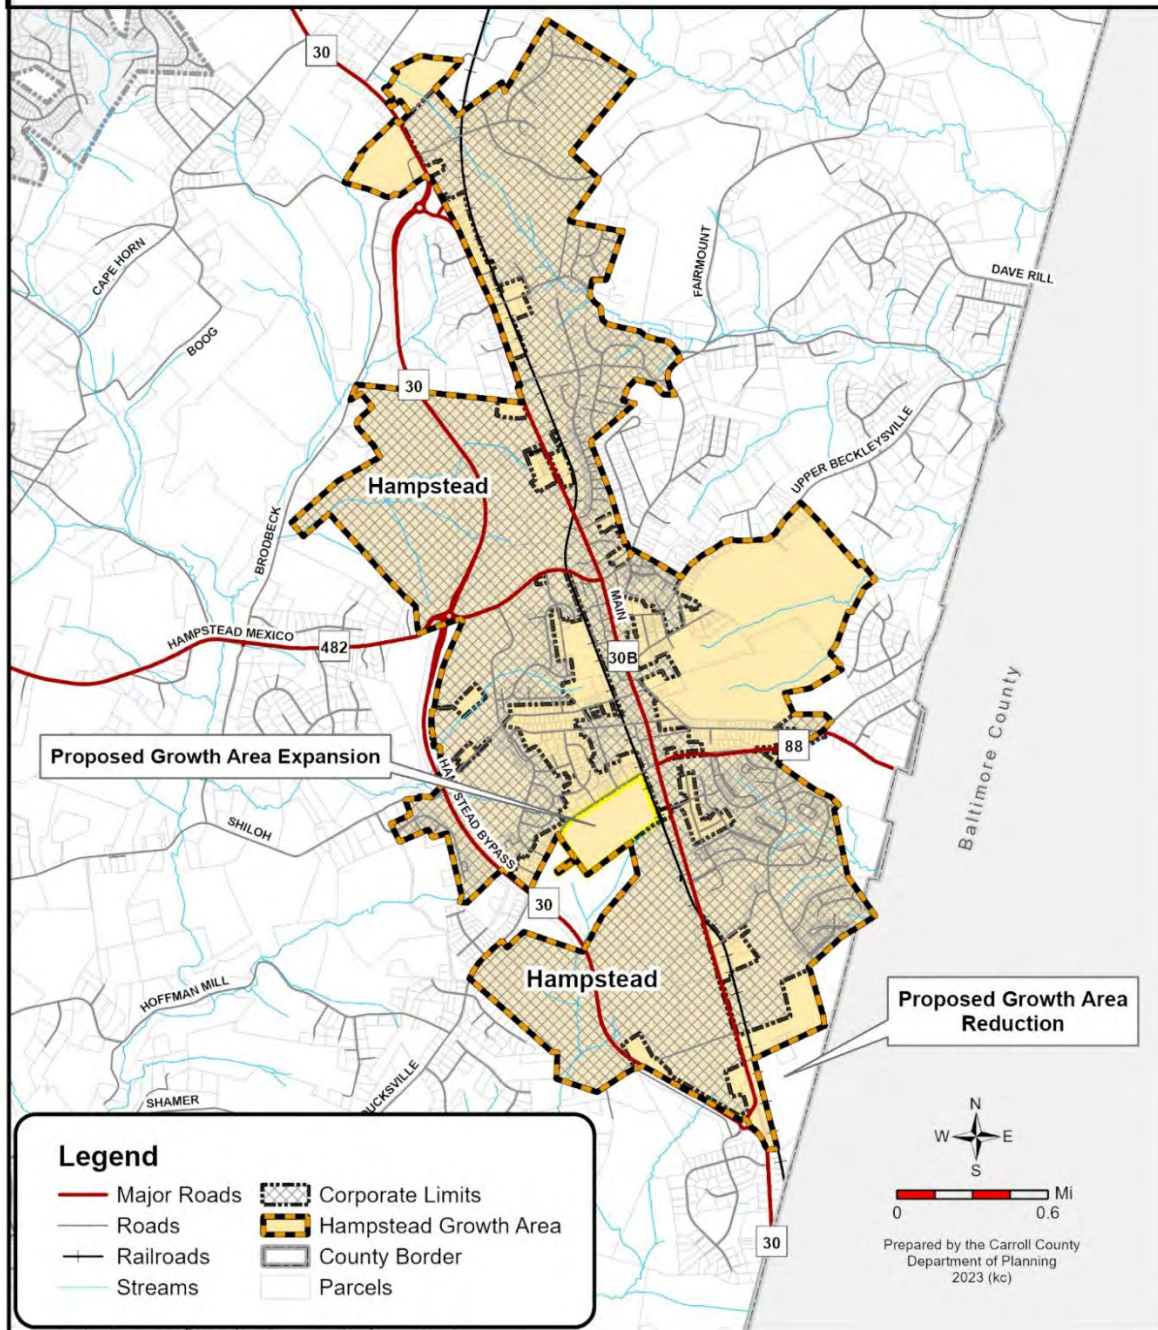 30
CAPE HORN
BOOG
FAIRMOUNT
DAVE RILL
30
UPPER BECKLEYSVILLE
Hampstead
BRODBECK
MAIN
HAMPSTEAD MEXICO
482
30B
Baltimore County
88
Proposed Growth Area Expansion
HAMPSTEAD BYPASS
SHILOH
30
Hampstead
HOFFMAN MILL
Proposed Growth Area
Reduction
SHAMER
N
W E
S
Mi
0 0.6
Prepared by the Carroll County
Department of Planning
2023 (kc)
30
Legend
Major Roads
Roads
Railroads
Streams
Corporate Limits
Hampstead Growth Area
County Border
Parcels